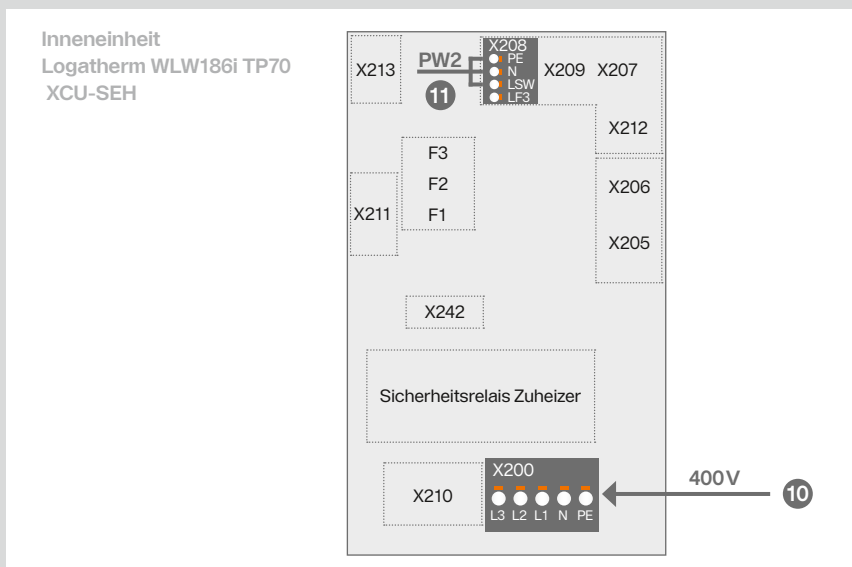 Inneneinheit
Logatherm WLW186i TP70
XCU-SEH
X213
PW2
11
X208
PE
N
LSW
LF3
X209 X207
X212
F3
F2
F1
X211
X206
X205
X242
Sicherheitsrelais Zuheizer
X210
X200
L3 L2 L1 N PE
400V
10